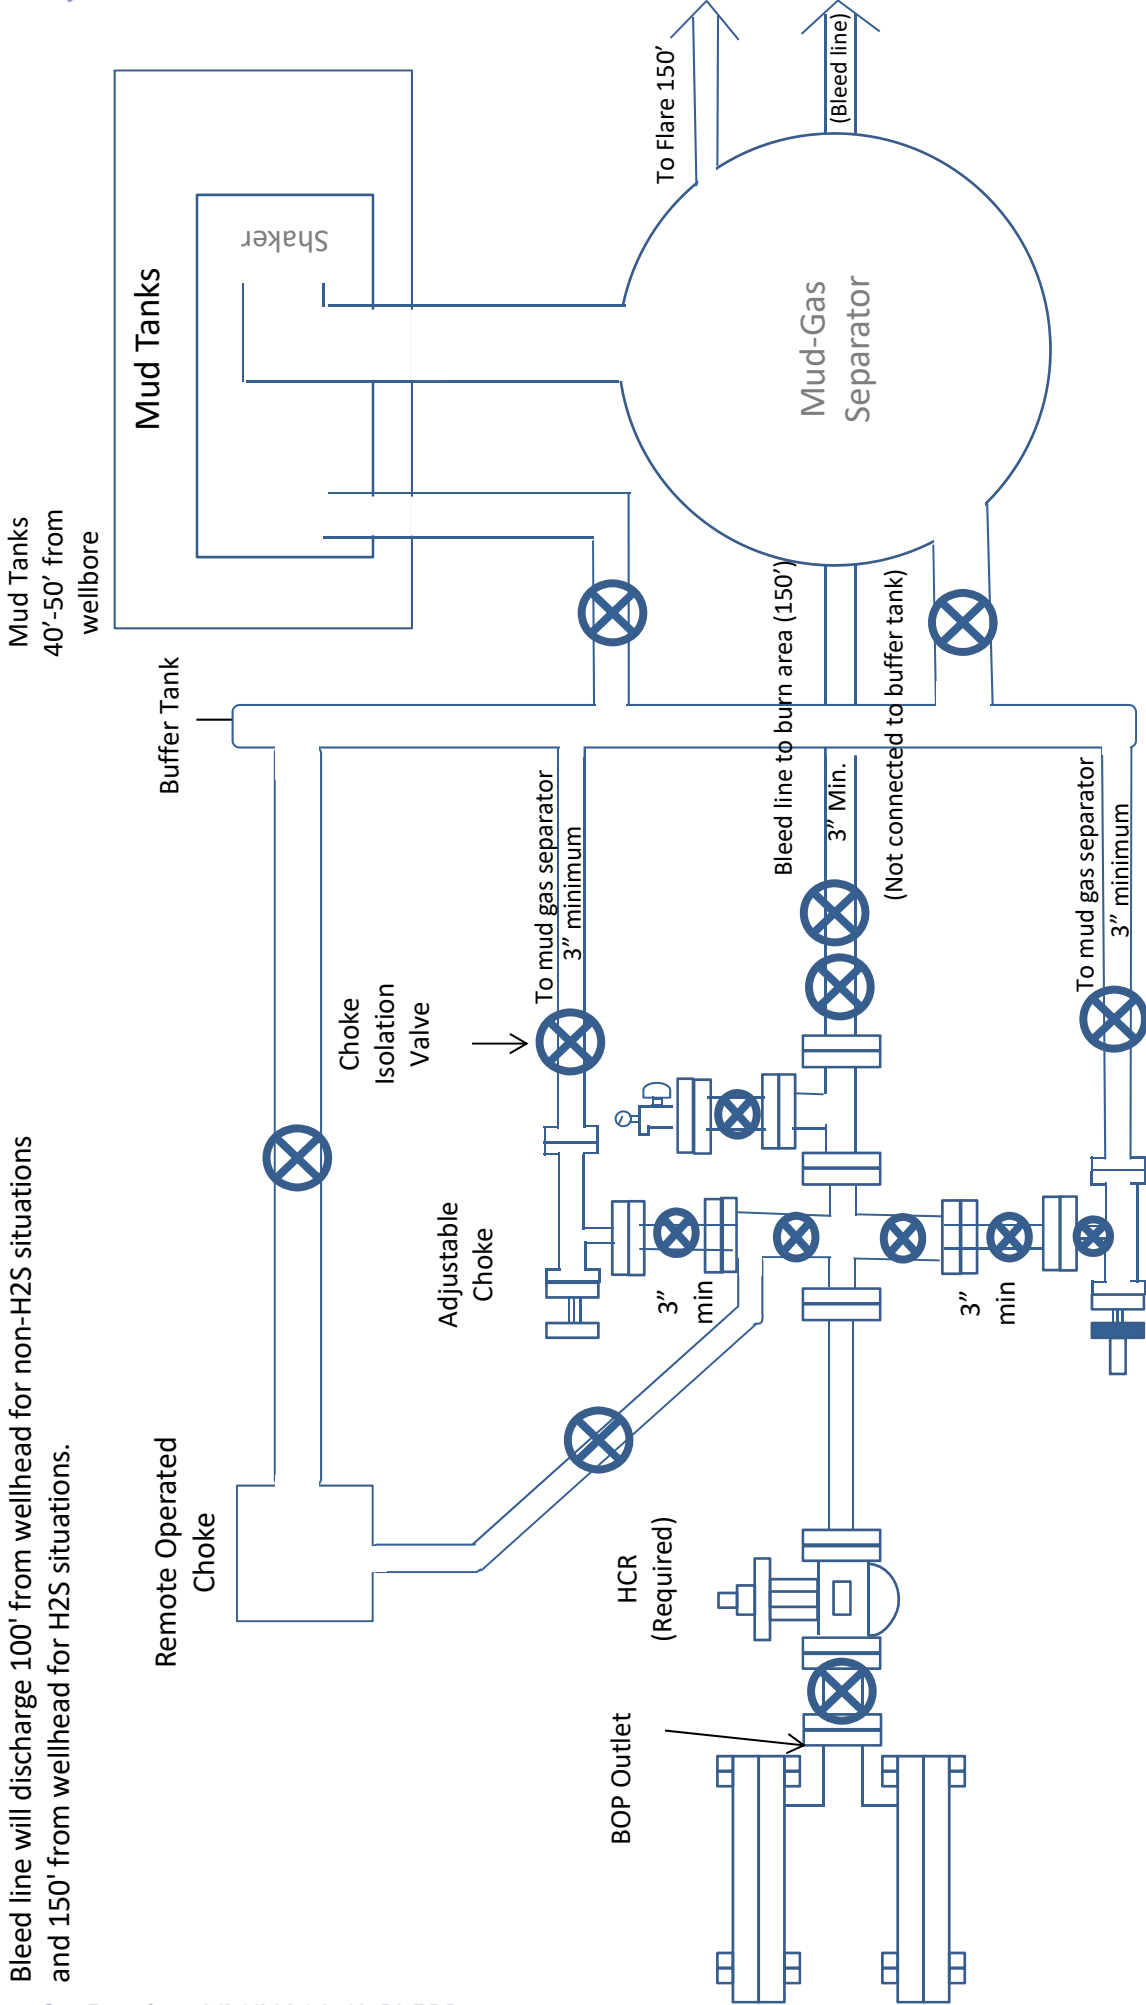 Bleed line will discharge 100' from wellhead for non-H2S situations
and 150' from wellhead for H2S situations.
Mud Tanks
40’-50’ from
wellbore
Mud Tanks
Shaker
Buffer Tank
Remote Operated
Choke
Choke
Isolation
Valve
Adjustable
Choke
To mud gas separator
3” minimum
To Flare 150’
(Bleed line)
Mud-Gas
Separator
Bleed line to burn area (150’)
3” Min.
(Not connected to buffer tank)
3”
min
HCR
(Required)
BOP Outlet
3”
min
To mud gas separator
3” minimum